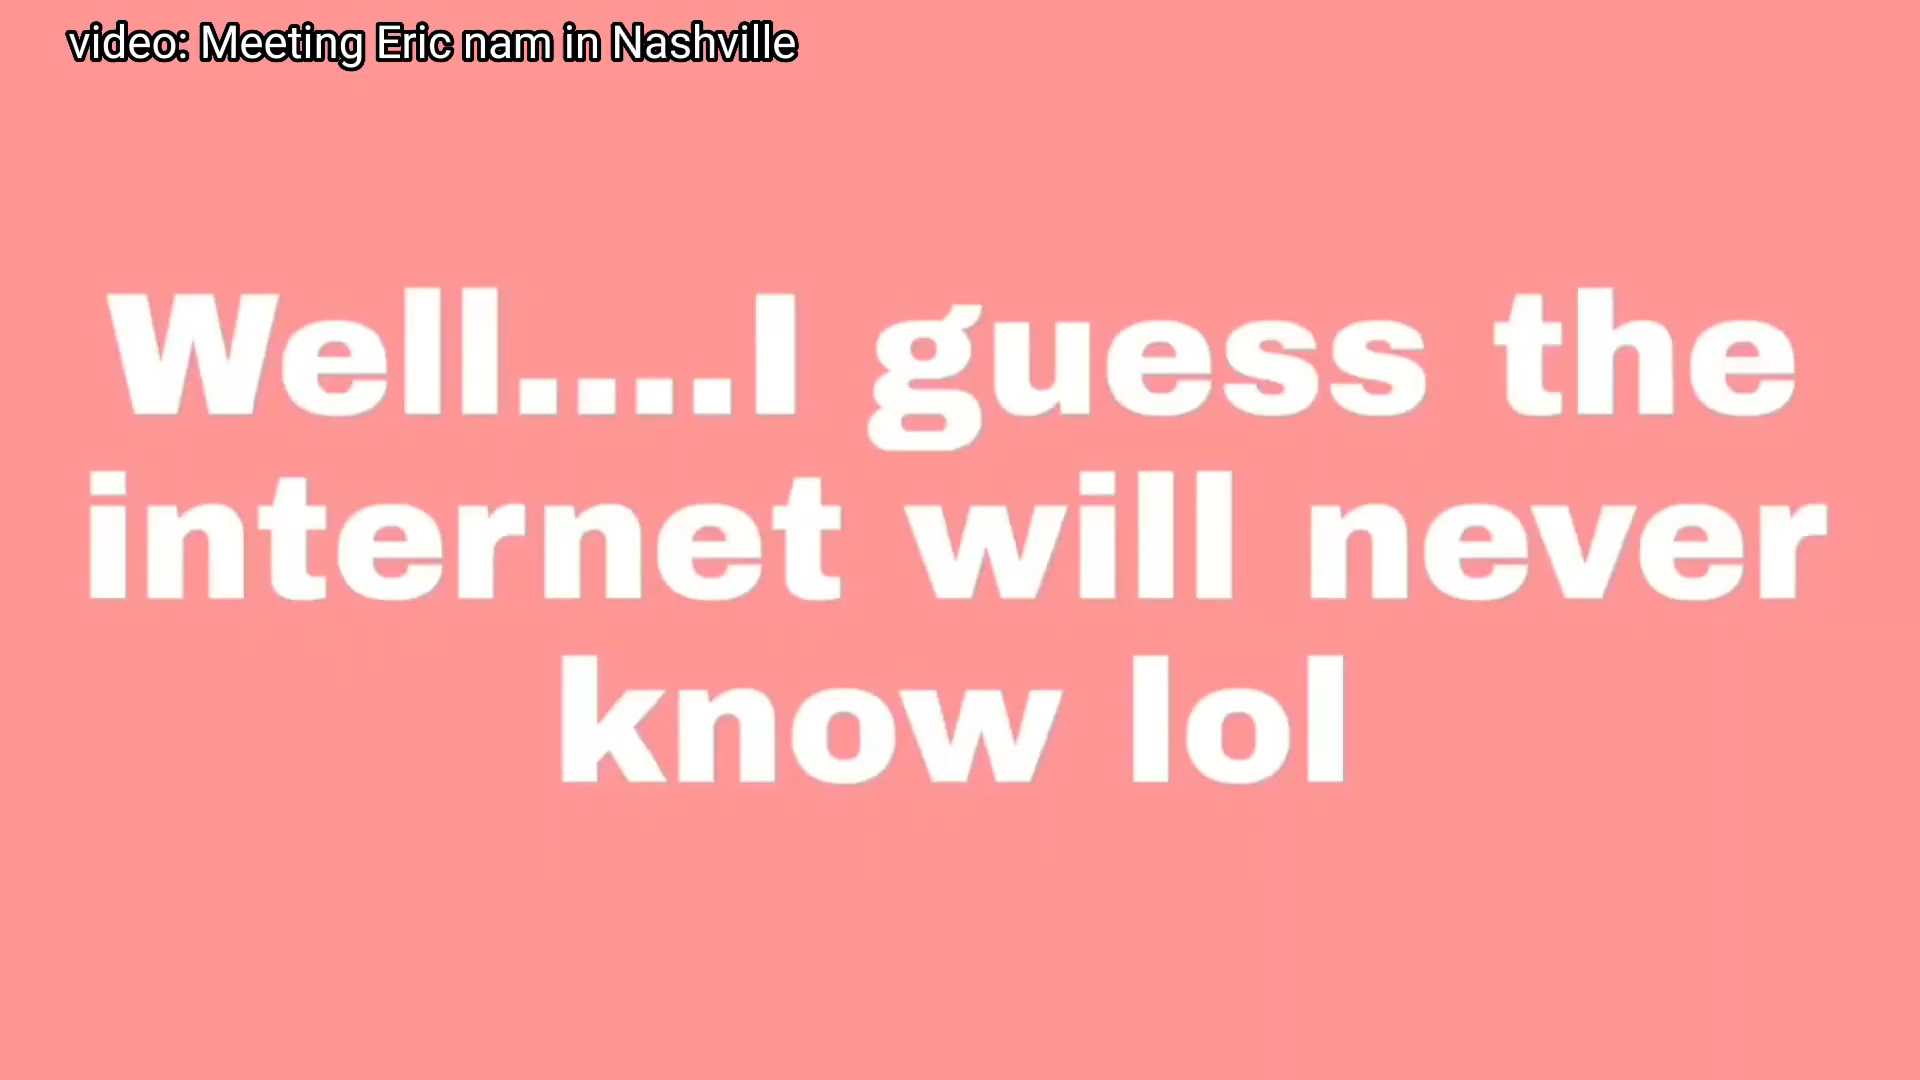 video: Meeting Eric nam in Nashville
Well....I guess the
internet will never
know lol